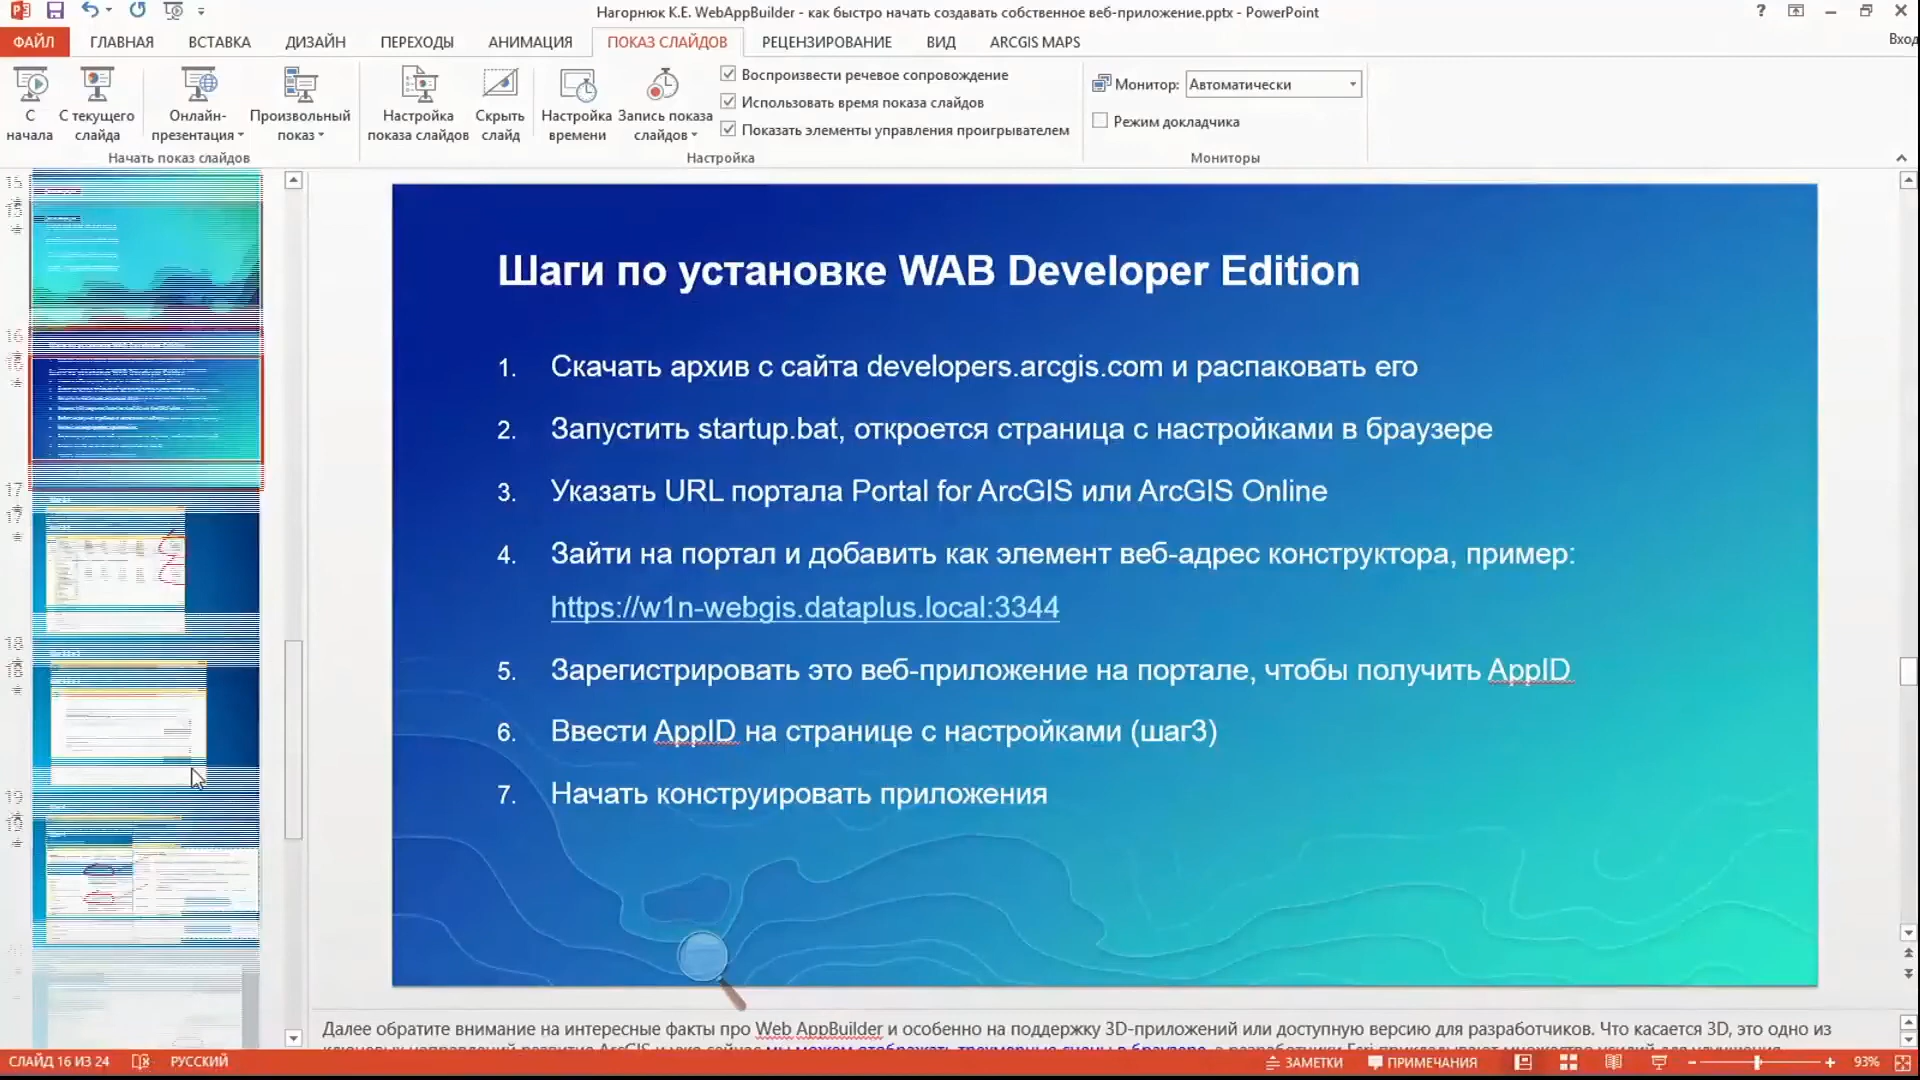 Нагорнюк К.Е. WebAppBuilder - как быстро начать создавать собственное веб-приложение.pptx - PowerPoint
Вход
ФАЙЛ ГЛАВНАЯ ВСТАВКА ДИЗАЙН ПЕРЕХОДЫ АНИМАЦИЯ ПОКАЗ СЛАЙДОВ РЕЦЕНЗИРОВАНИЕ ВИД ARCGIS MAPS
С начала
С текущего слайда
Онлайн-презентация
Произвольный показ
Начать показ слайдов
Настройка показа слайдов
Скрыть слайд
Настройка времени
Запись показа слайдов
Воспроизвести речевое сопровождение
Использовать время показа слайдов
Показать элементы управления проигрывателем
Настройка
Монитор: Автоматически
Режим докладчика
Мониторы
15
16
17
18
19
Шаги по установке WAB Developer Edition
1. Скачать архив с сайта developers.arcgis.com и распаковать его
2. Запустить startup.bat, откроется страница с настройками в браузере
3. Указать URL портала Portal for ArcGIS или ArcGIS Online
4. Зайти на портал и добавить как элемент веб-адрес конструктора, пример:
https://w1n-webgis.dataplus.local:3344
5. Зарегистрировать это веб-приложение на портале, чтобы получить AppID
6. Ввести AppID на странице с настройками (шаг3)
7. Начать конструировать приложения
Далее обратите внимание на интересные факты про Web AppBuilder и особенно на поддержку 3D-приложений или доступную версию для разработчиков. Что касается 3D, это одно из
СЛАЙД 16 ИЗ 24 РУССКИЙ ЗАМЕТКИ ПРИМЕЧАНИЯ 93%